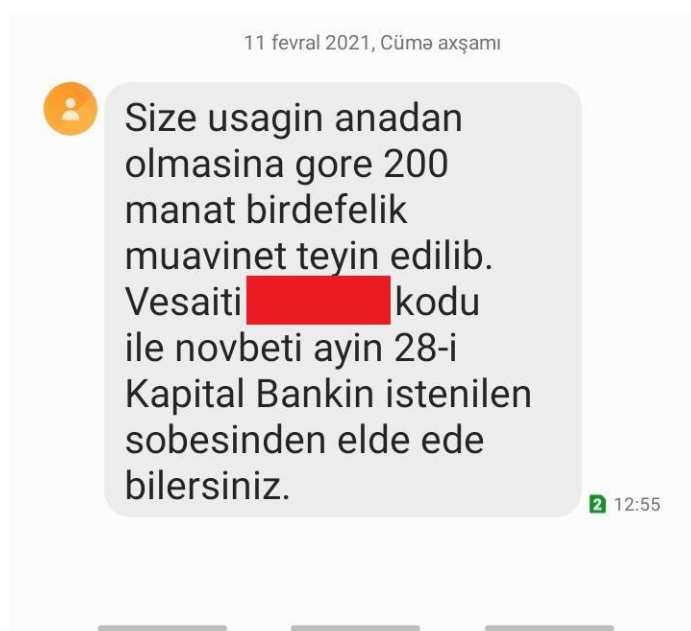 11 fevral 2021, Cümə axşamı
Size usagin anadan
olmasina gore 200
manat birdefelik
muavinet teyin edilib.
Vesaiti kodu
ile novbeti ayin 28-i
Kapital Bankin istenilen
sobesinden elde ede
bilersiniz.
2 12:55